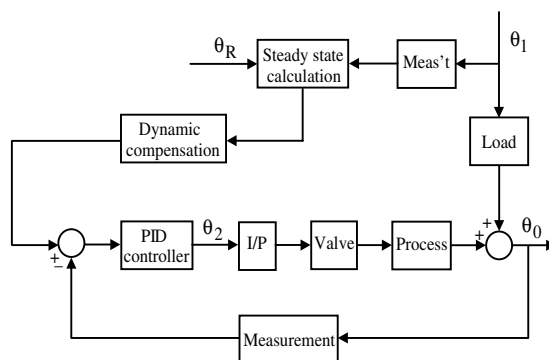 θ1
θR
Steady state
calculation
Meas't
Dynamic
compensation
Load
+
+
+
−
PID
controller
θ2
I/P
Valve
Process
θ0
Measurement